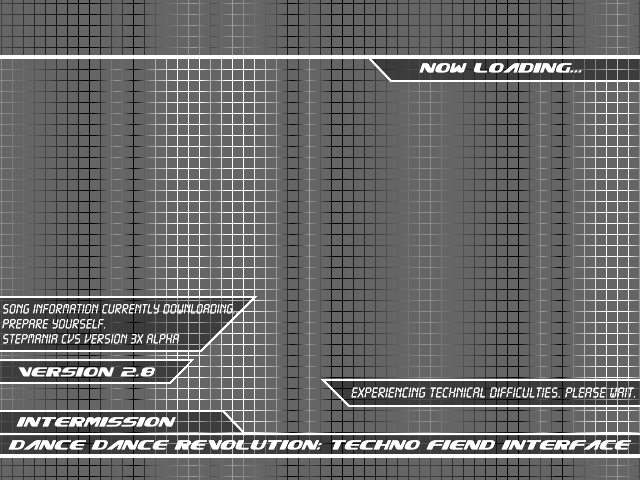 NOW LOADING...
SONG INFORMATION CURRENTLY DOWNLOADING.
PREPARE YOURSELF.
STEPMANIA CVS VERSION 3X ALPHA
VERSION 2.8
EXPERIENCING TECHNICAL DIFFICULTIES. PLEASE WAIT.
INTERMISSION
DANCE DANCE REVOLUTION: TECHNO FIEND INTERFACE